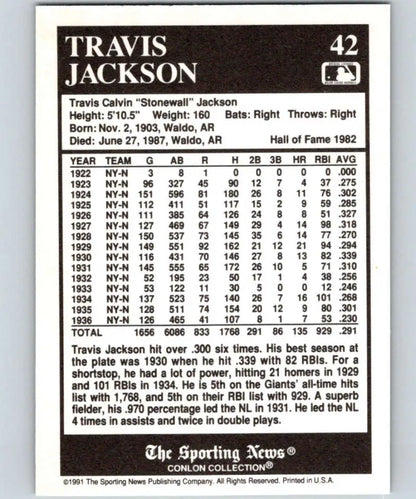 TRAVIS 42
JACKSON
Travis Calvin "Stonewall" Jackson
Height: 5'10.5" Weight: 160 Bats: Right Throws: Right
Born: Nov. 2, 1903, Waldo, AR
Died: June 27, 1987, Waldo, AR Hall of Fame 1982
YEAR TEAM G AB R H 2B 3B HR RBI AVG
1922 NY-N 3 8 1 0 0 0 0 0 .000
1923 NY-N 96 327 45 90 12 7 4 37 .275
1924 NY-N 151 596 81 180 26 8 11 76 .302
1925 NY-N 112 411 51 117 15 2 9 59 .285
1926 NY-N 111 385 64 126 24 8 8 51 .327
1927 NY-N 127 469 67 149 29 4 14 98 .318
1928 NY-N 150 537 73 145 35 6 14 77 .270
1929 NY-N 149 551 92 162 21 12 21 94 .294
1930 NY-N 116 431 70 146 27 8 13 82 .339
1931 NY-N 145 555 65 172 26 10 5 71 .310
1932 NY-N 52 195 23 50 17 1 4 38 .256
1933 NY-N 53 122 11 30 5 0 0 12 .246
1934 NY-N 137 523 75 140 26 7 16 101 .268
1935 NY-N 128 511 74 154 20 12 9 80 .301
1936 NY-N 126 465 41 107 8 1 7 53 .230
TOTAL 1656 6086 833 1768 291 86 135 929 .291
Travis Jackson hit over .300 six times. His best season at
the plate was 1930 when he hit .339 with 82 RBIs. For a
shortstop, he had a lot of power, hitting 21 homers in 1929
and 101 RBIs in 1934. He is 5th on the Giants' all-time hits
list with 1,768, and 5th on their RBI list with 929. A superb
fielder, his .970 percentage led the NL in 1931. He led the NL
4 times in assists and twice in double plays.
The Sporting News®
CONLON COLLECTION®
©1991 The Sporting News Publishing Company. All Rights Reserved. Printed in U.S.A.